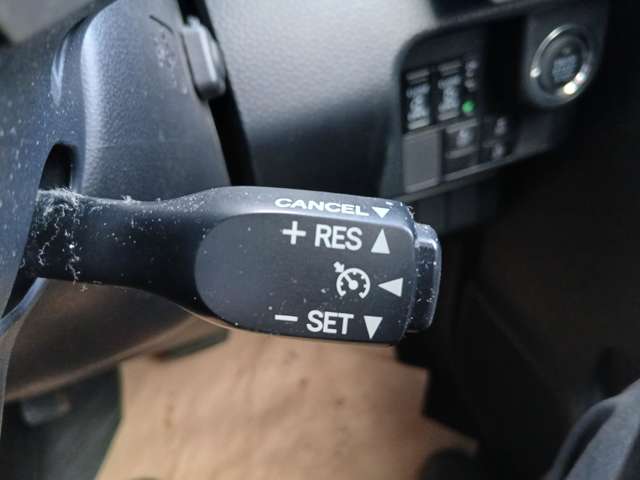 CANCEL▼
+ RES ▲
◀
− SET ▼